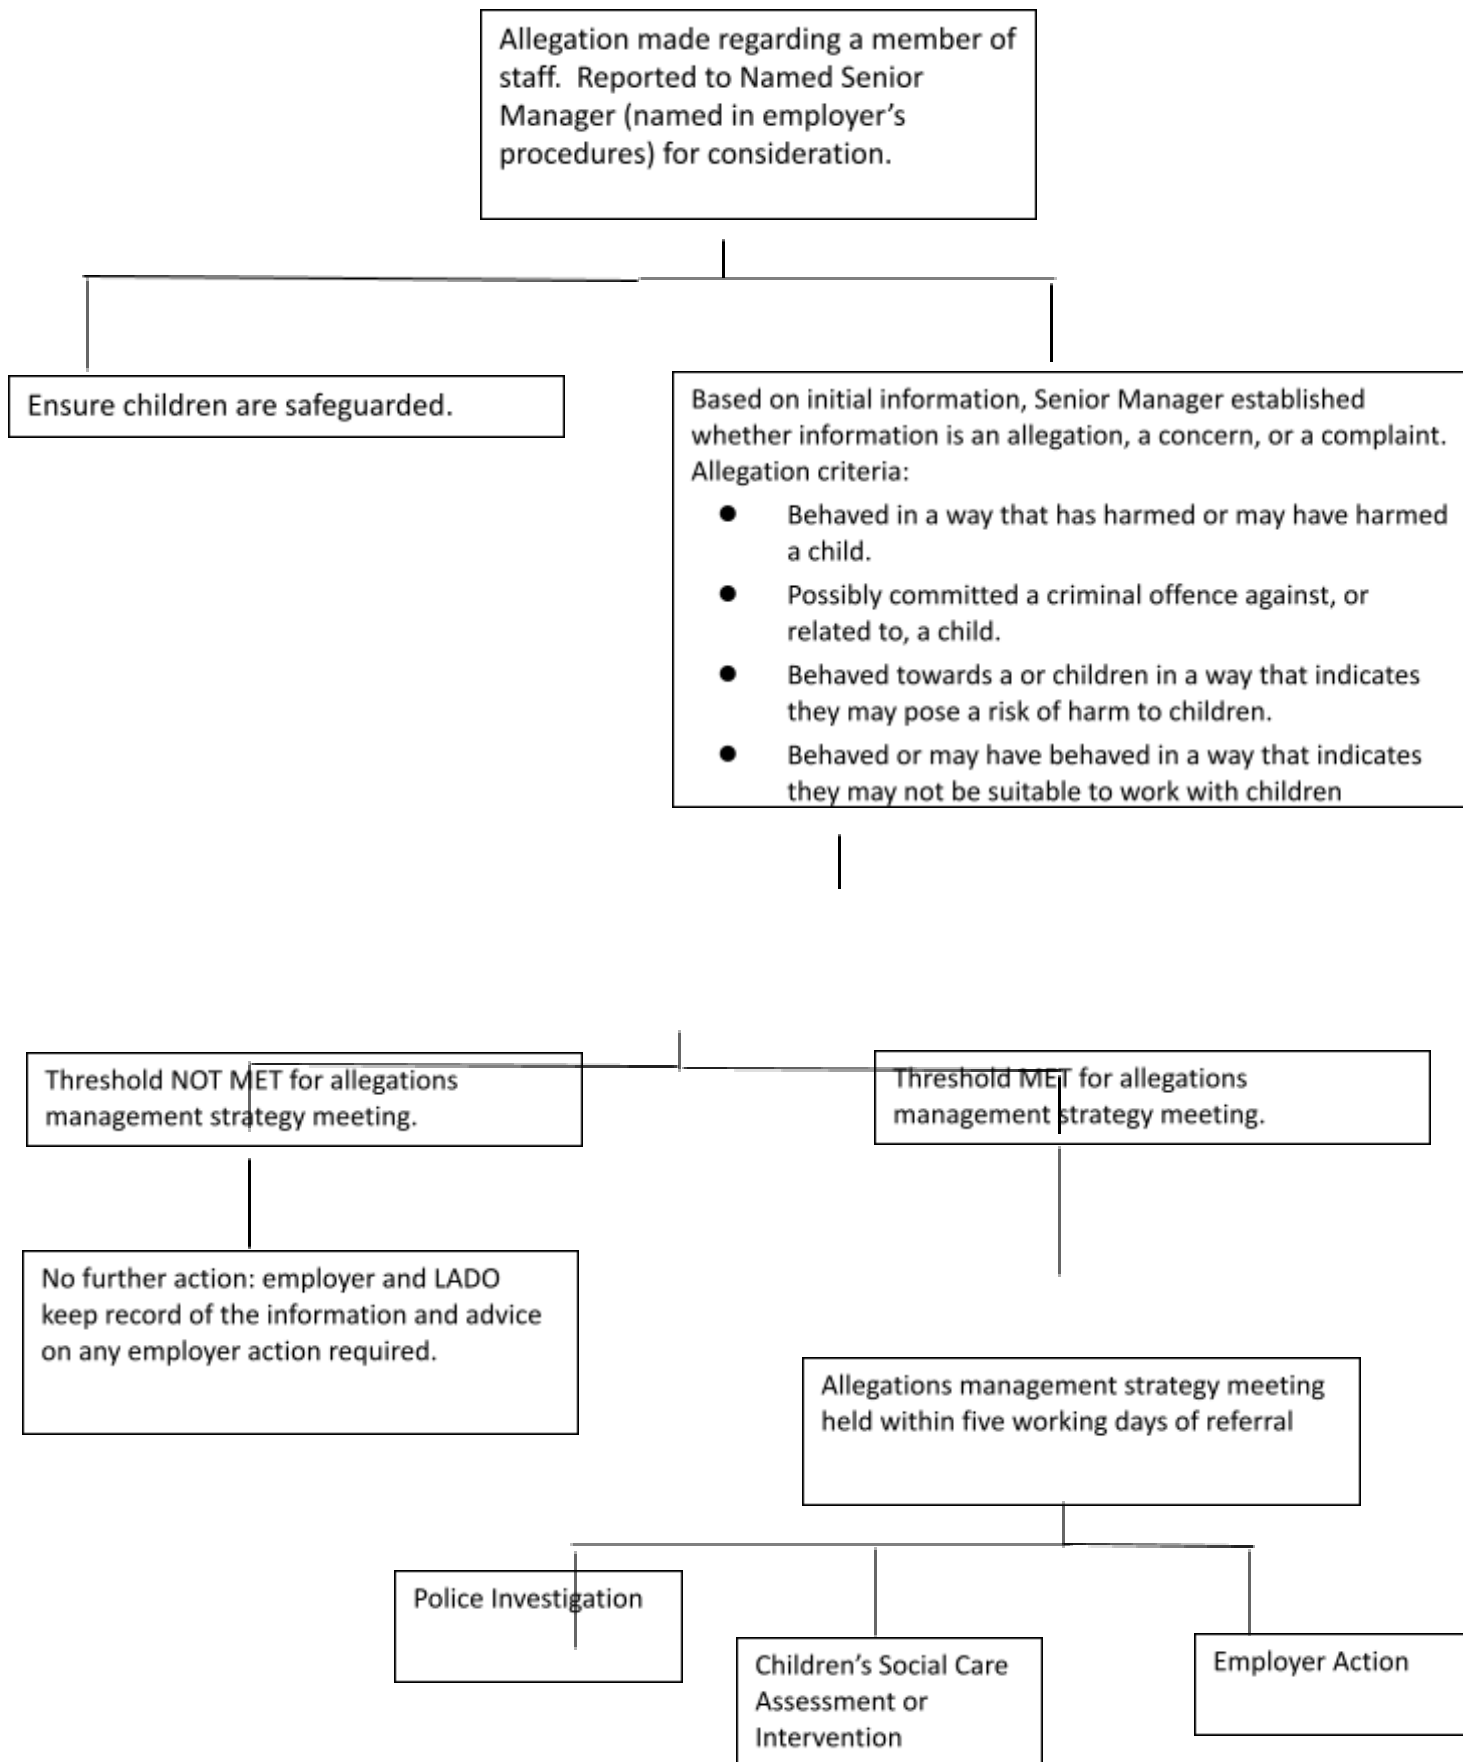 Allegation made regarding a member of
staff.  Reported to Named Senior
Manager (named in employer's
procedures) for consideration.
Ensure children are safeguarded.
Based on initial information, Senior Manager established
whether information is an allegation, a concern, or a complaint.
Allegation criteria:
● Behaved in a way that has harmed or may have harmed
a child.
● Possibly committed a criminal offence against, or
related to, a child.
● Behaved towards a or children in a way that indicates
they may pose a risk of harm to children.
● Behaved or may have behaved in a way that indicates
they may not be suitable to work with children
Threshold NOT MET for allegations
management strategy meeting.
Threshold MET for allegations
management strategy meeting.
No further action: employer and LADO
keep record of the information and advice
on any employer action required.
Allegations management strategy meeting
held within five working days of referral
Police Investigation
Children's Social Care
Assessment or
Intervention
Employer Action